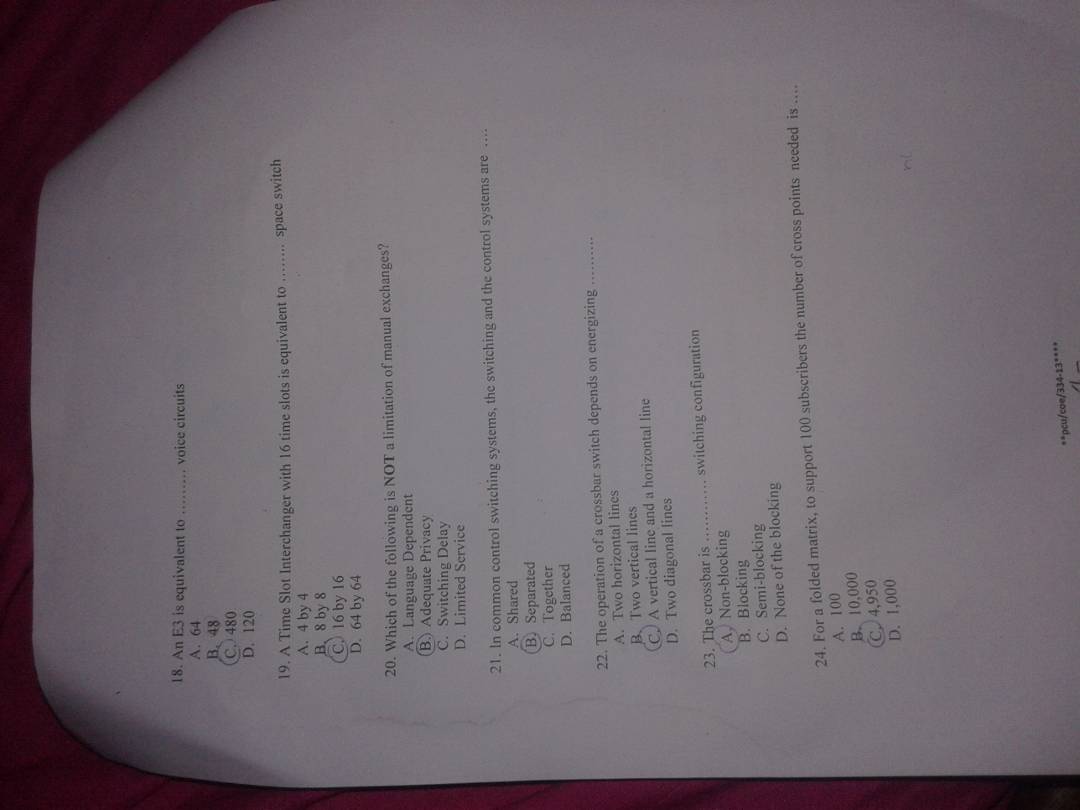 18. An E3 is equivalent to ......... voice circuits
A. 64
B. 48
C. 480
D. 120
19. A Time Slot Interchanger with 16 time slots is equivalent to ........ space switch
A. 4 by 4
B. 8 by 8
C. 16 by 16
D. 64 by 64
20. Which of the following is NOT a limitation of manual exchanges?
A. Language Dependent
B. Adequate Privacy
C. Switching Delay
D. Limited Service
21. In common control switching systems, the switching and the control systems are ....
A. Shared
B. Separated
C. Together
D. Balanced
22. The operation of a crossbar switch depends on energizing ..........
A. Two horizontal lines
B. Two vertical lines
C. A vertical line and a horizontal line
D. Two diagonal lines
23. The crossbar is ............ switching configuration
A. Non-blocking
B. Blocking
C. Semi-blocking
D. None of the blocking
24. For a folded matrix, to support 100 subscribers the number of cross points needed is ....
A. 100
B. 10,000
C. 4,950
D. 1,000
**pcu/coe/334-13****